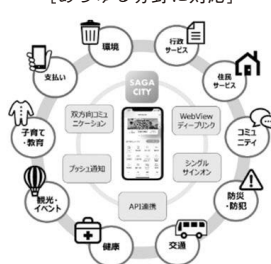 [あらゆる分野に対応]
環境
行政
サービス
支払い
住民
サービス
SAGA
CITY
双方向コミュ
ニケーション
WebView
ディープリンク
子育て
・教育
コミュ
ニティ
プッシュ通知
シングル
サインオン
観光・
イベント
防災
・防犯
API連携
健康
交通